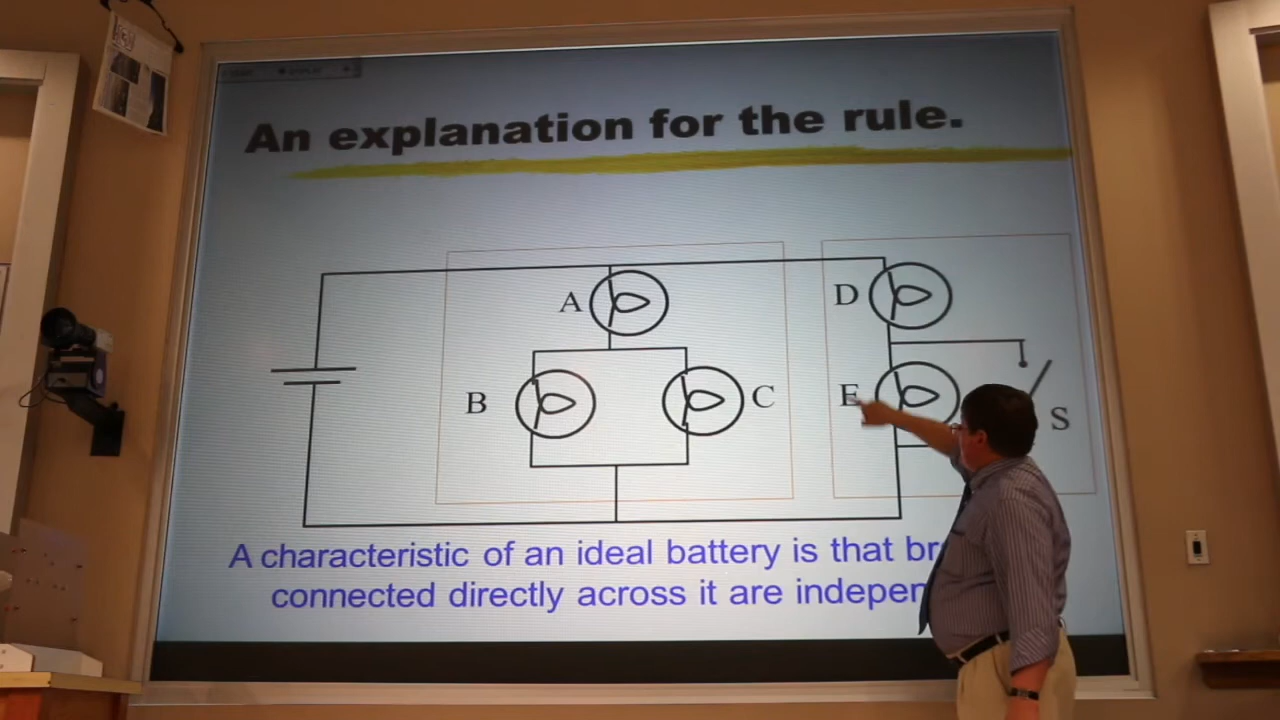 An explanation for the rule.
A
D
B
C
E
S
A characteristic of an ideal battery is that br
connected directly across it are indepen